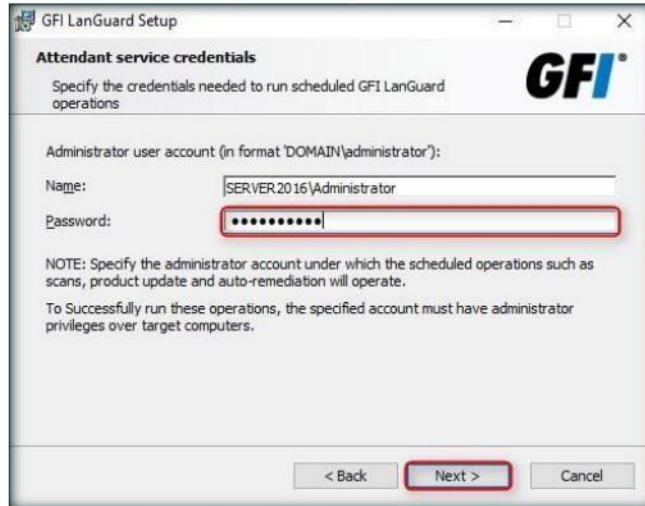 GFI LanGuard Setup
Attendant service credentials
Specify the credentials needed to run scheduled GFI LanGuard
operations
GFI®
Administrator user account (in format 'DOMAIN\administrator'):
Name: SERVER2016\Administrator
Password: ●●●●●●●●●●
NOTE: Specify the administrator account under which the scheduled operations such as
scans, product update and auto-remediation will operate.
To Successfully run these operations, the specified account must have administrator
privileges over target computers.
< Back Next > Cancel